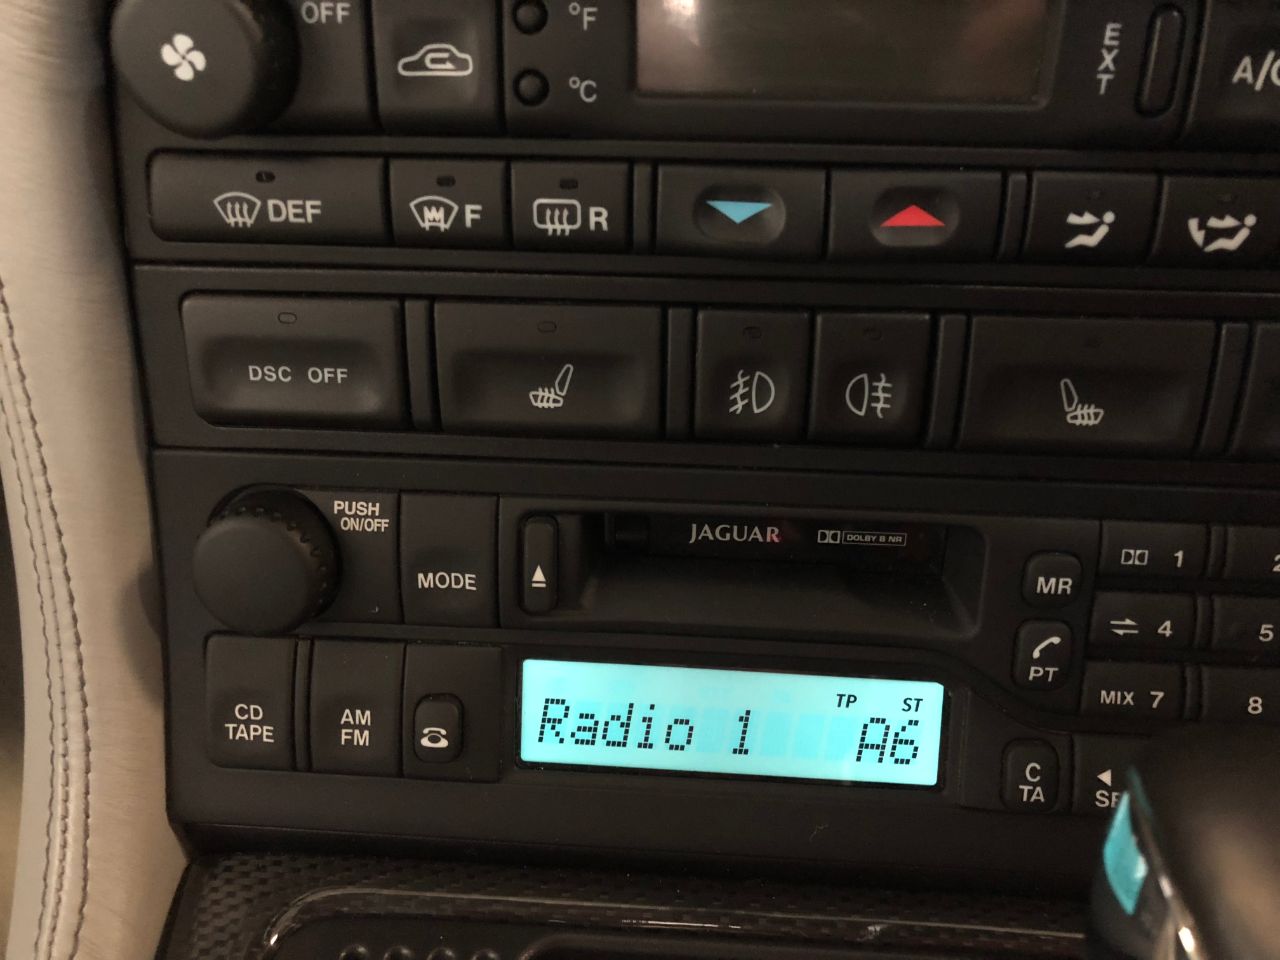 OFF
°F
°C
EXT
A/C
DEF
F
R
DSC OFF
PUSH
ON/OFF
MODE
JAGUAR
DOLBY B NR
MR
1
2
4
5
PT
MIX 7
8
CD
TAPE
AM
FM
TP ST
Radio 1 A6
C
TA